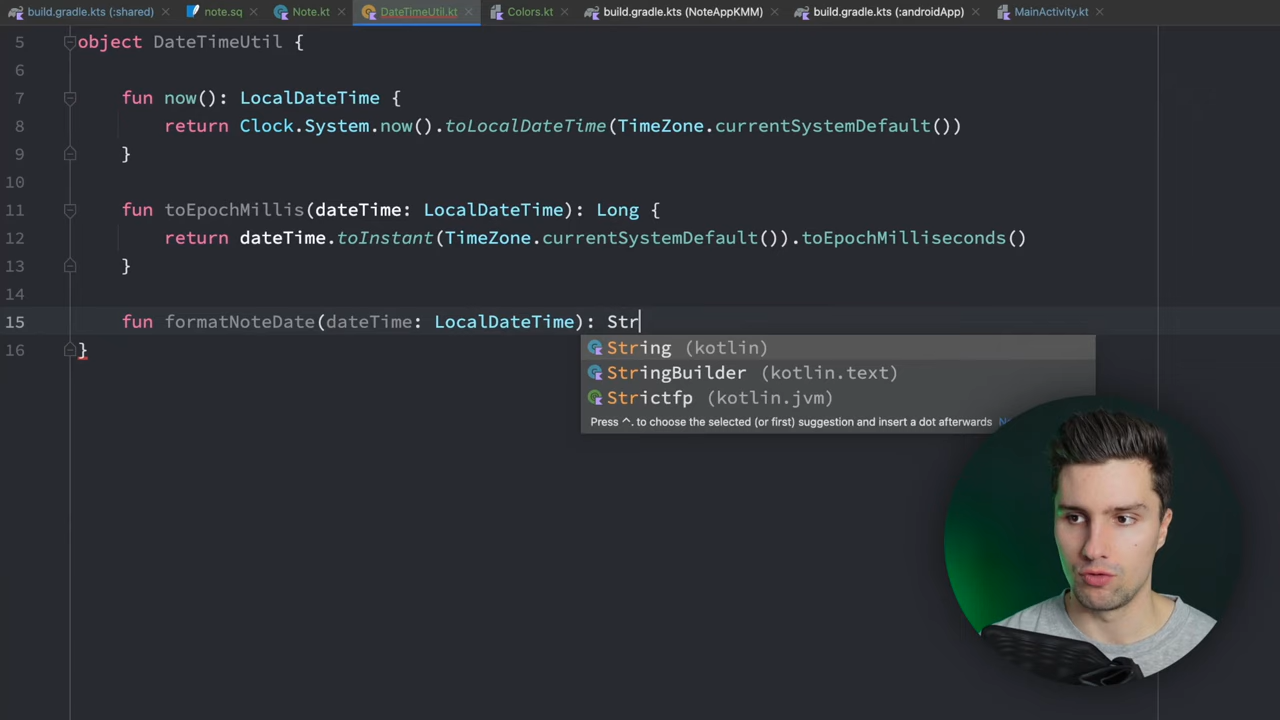 build.gradle.kts (:shared) note.sq Note.kt DateTimeUtil.kt Colors.kt build.gradle.kts (NoteAppKMM) build.gradle.kts (:androidApp) MainActivity.kt
5 object DateTimeUtil {
6
7 fun now(): LocalDateTime {
8 return Clock.System.now().toLocalDateTime(TimeZone.currentSystemDefault())
9 }
10
11 fun toEpochMillis(dateTime: LocalDateTime): Long {
12 return dateTime.toInstant(TimeZone.currentSystemDefault()).toEpochMilliseconds()
13 }
14
15 fun formatNoteDate(dateTime: LocalDateTime): Str
16 }
String (kotlin)
StringBuilder (kotlin.text)
Strictfp (kotlin.jvm)
Press ^. to choose the selected (or first) suggestion and insert a dot afterwards